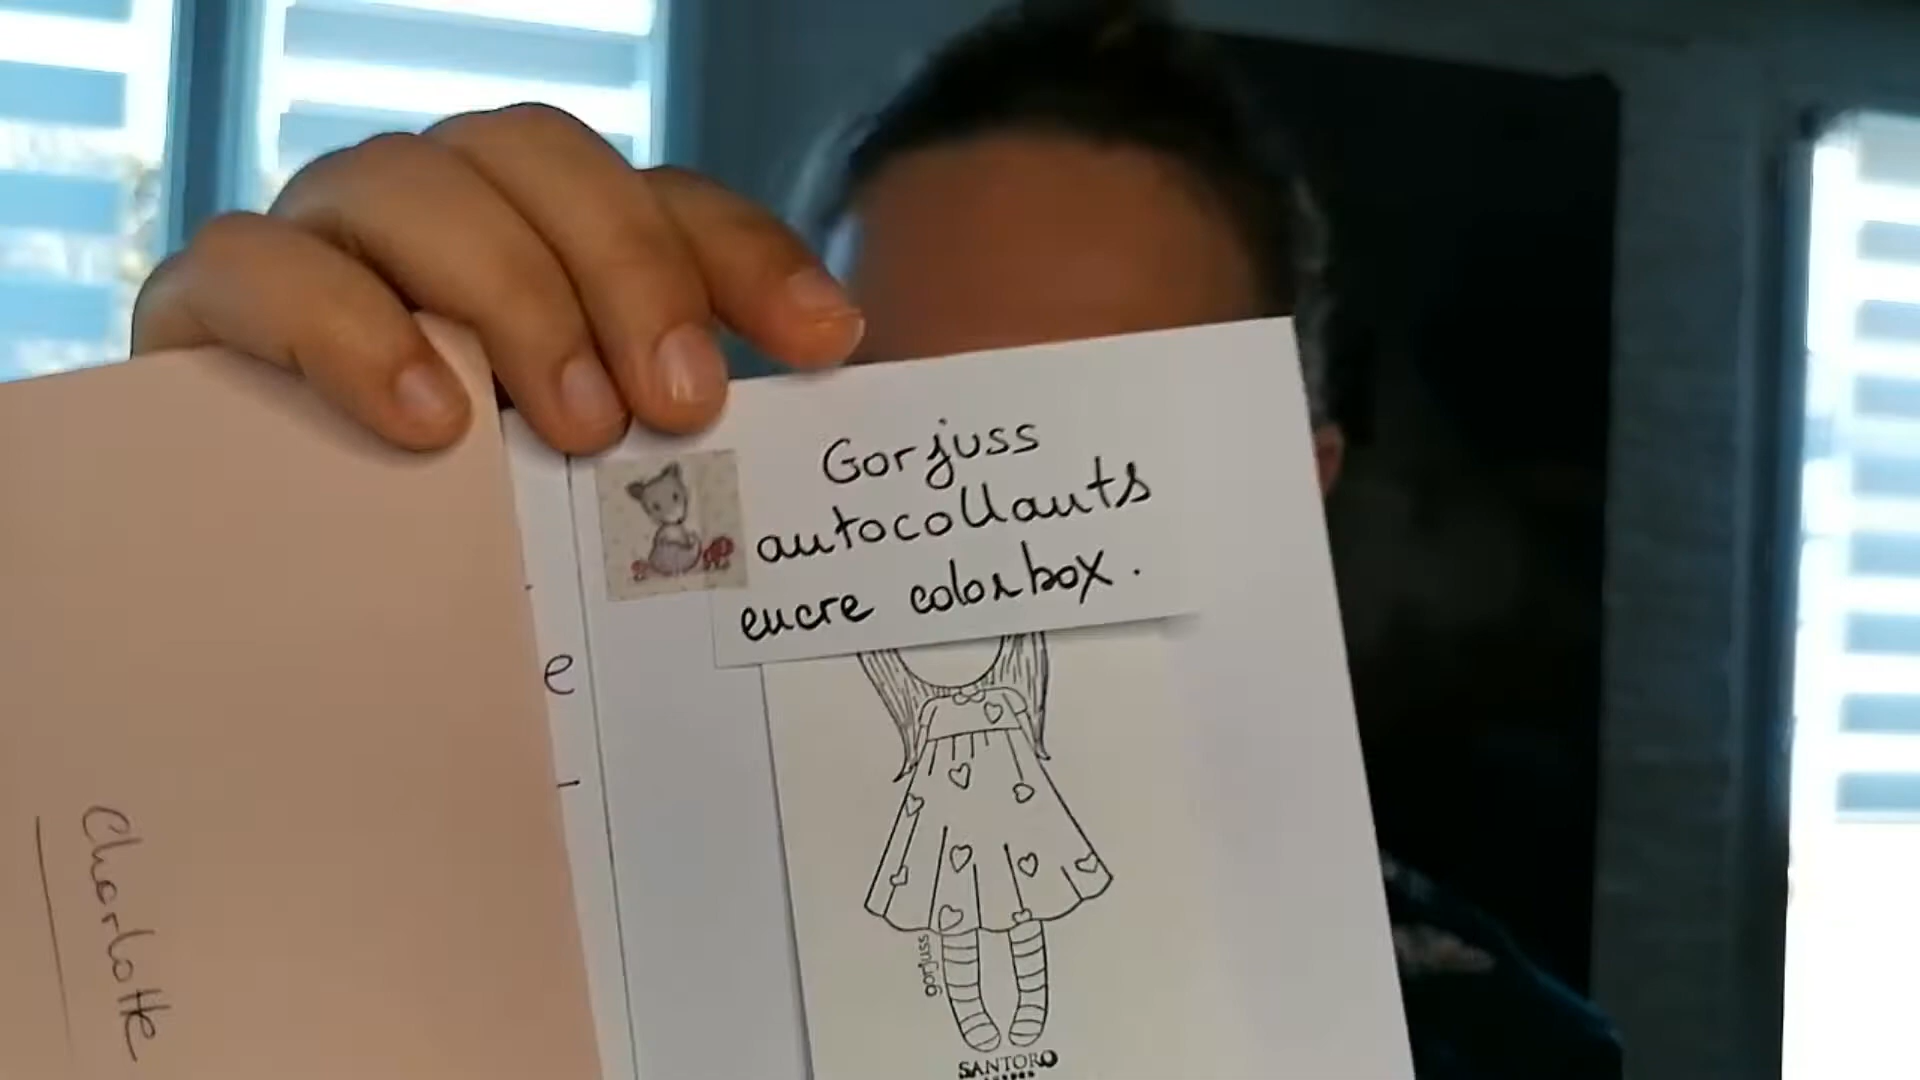 Gorjuss
autocollants
encre colorbox.
e
gorjuss
SANTORO
Charlotte